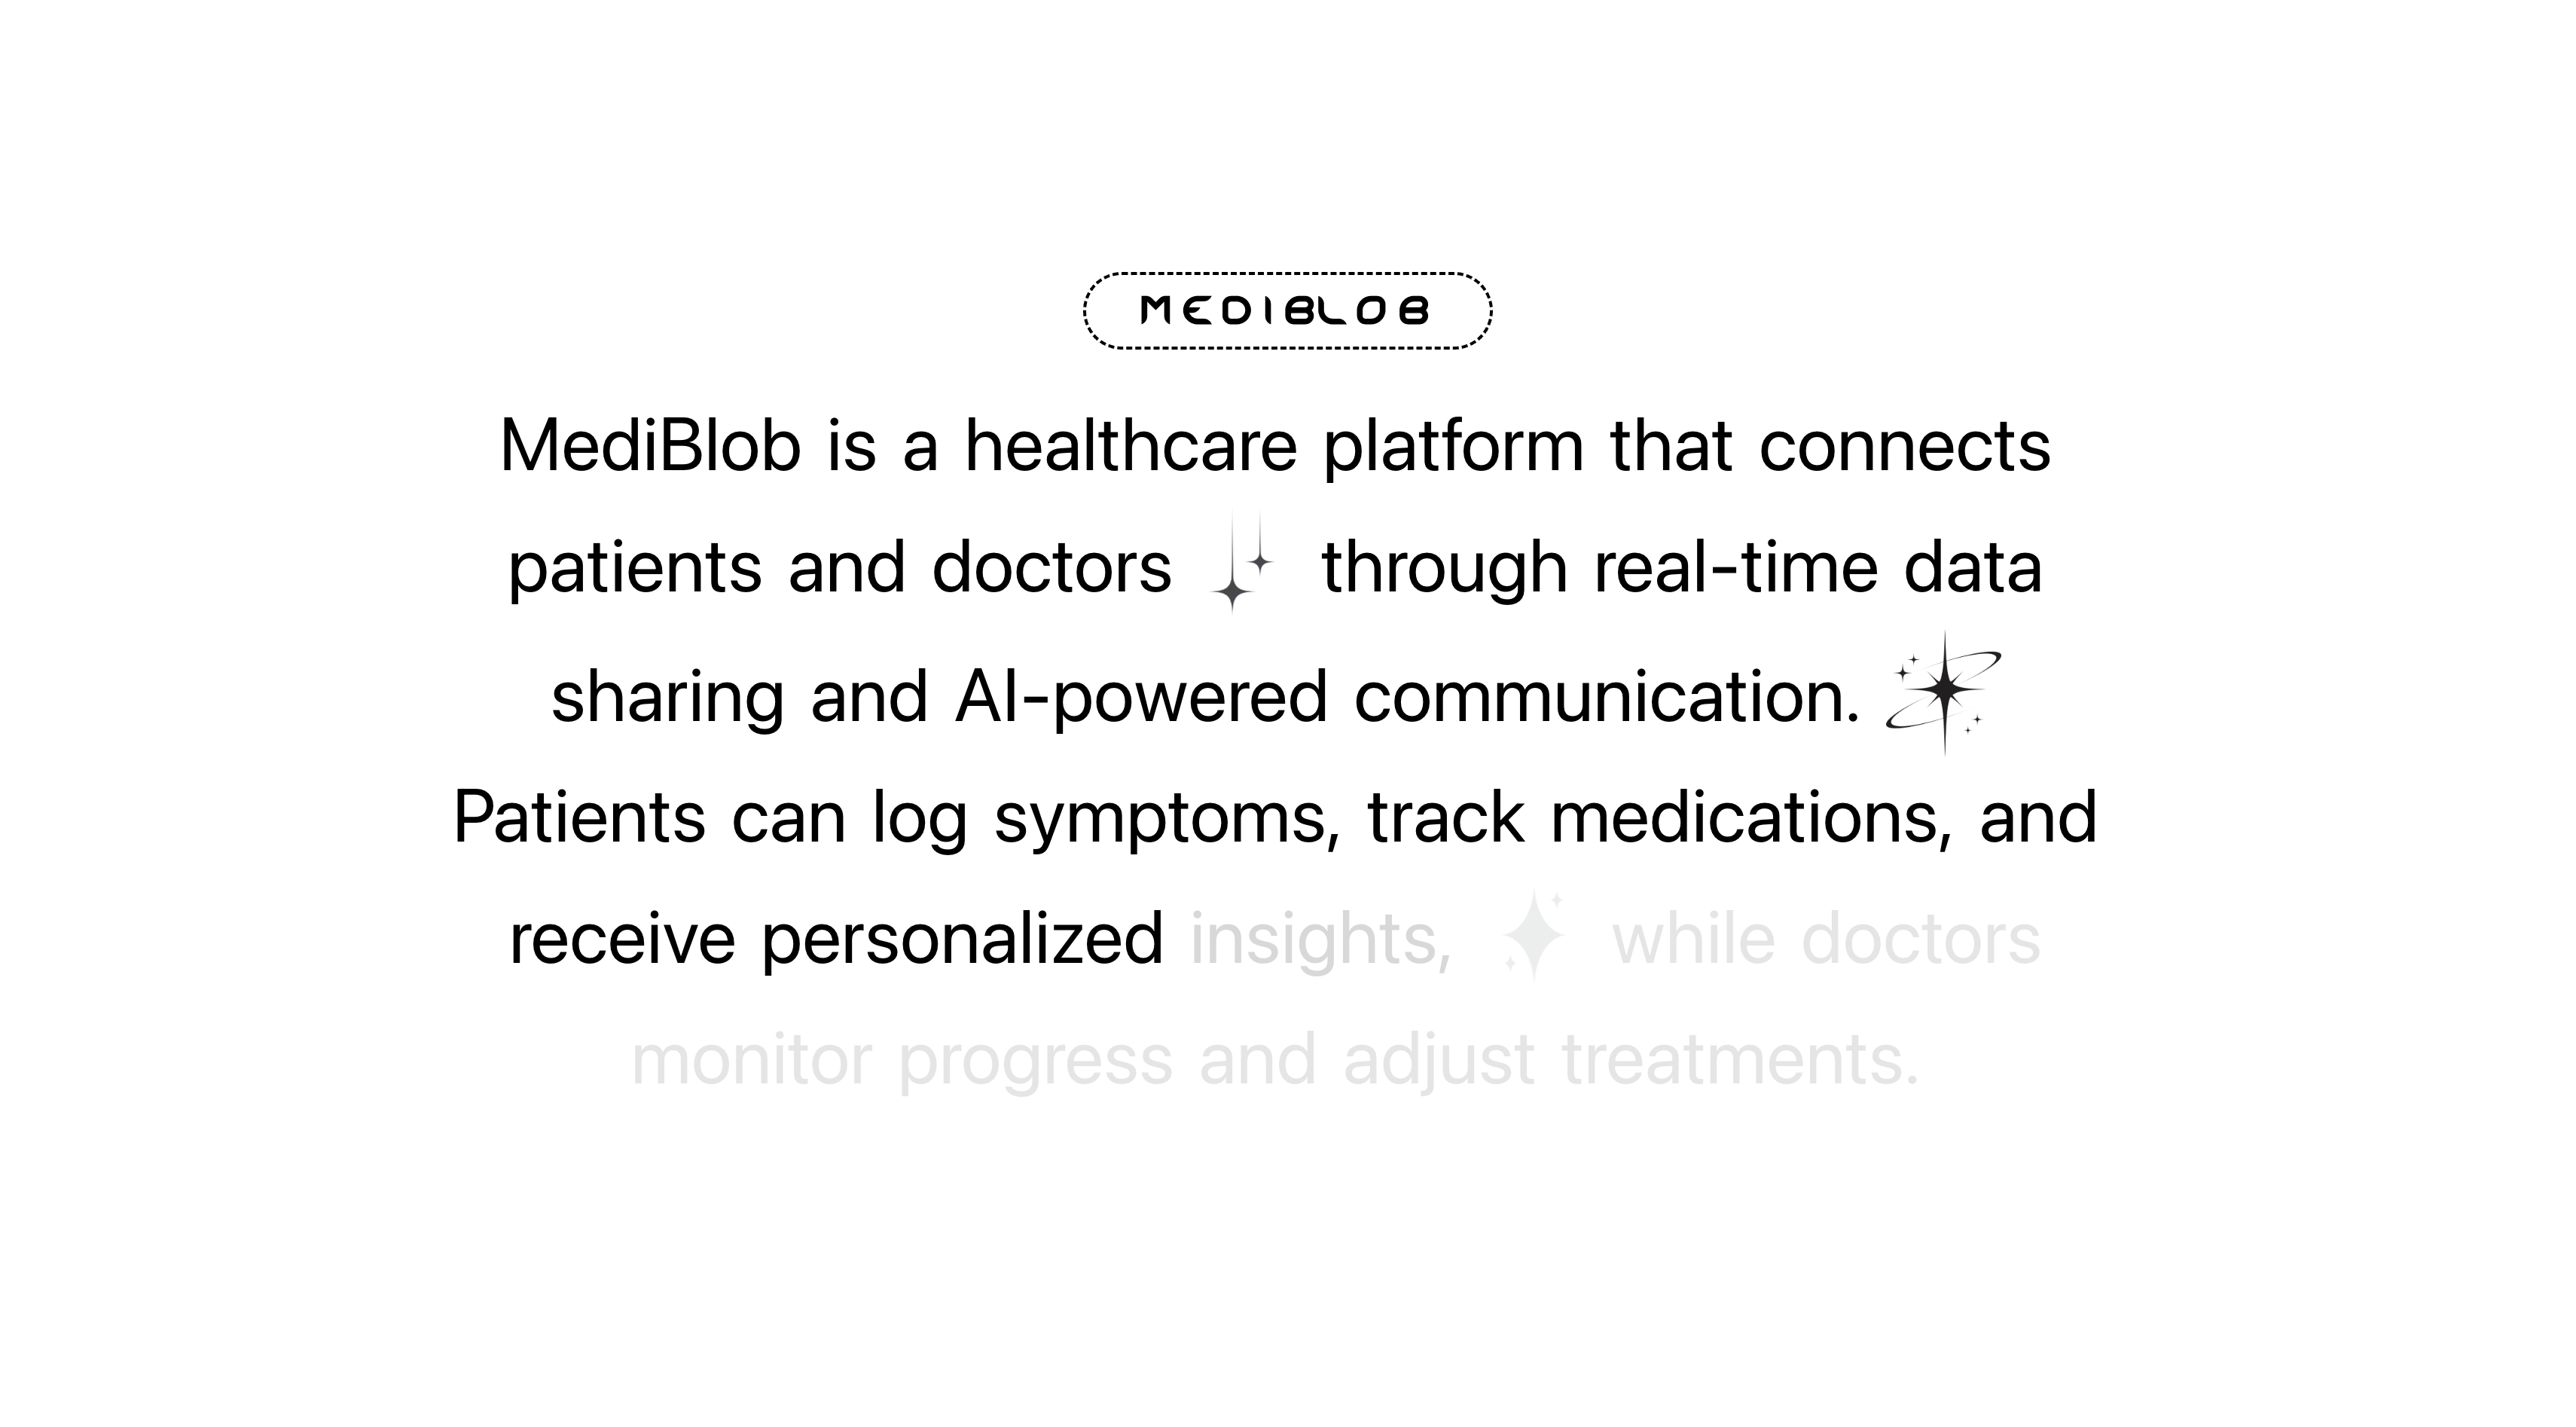 MEDIBLOB
MediBlob is a healthcare platform that connects
patients and doctors through real-time data
sharing and AI-powered communication.
Patients can log symptoms, track medications, and
receive personalized insights, while doctors
monitor progress and adjust treatments.